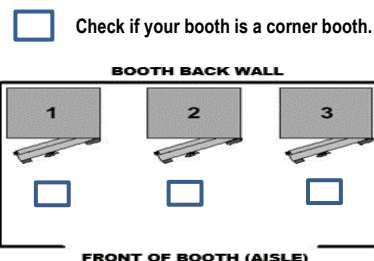 Check if your booth is a corner booth.
BOOTH BACK WALL
1 2 3
FRONT OF BOOTH (AISLE)